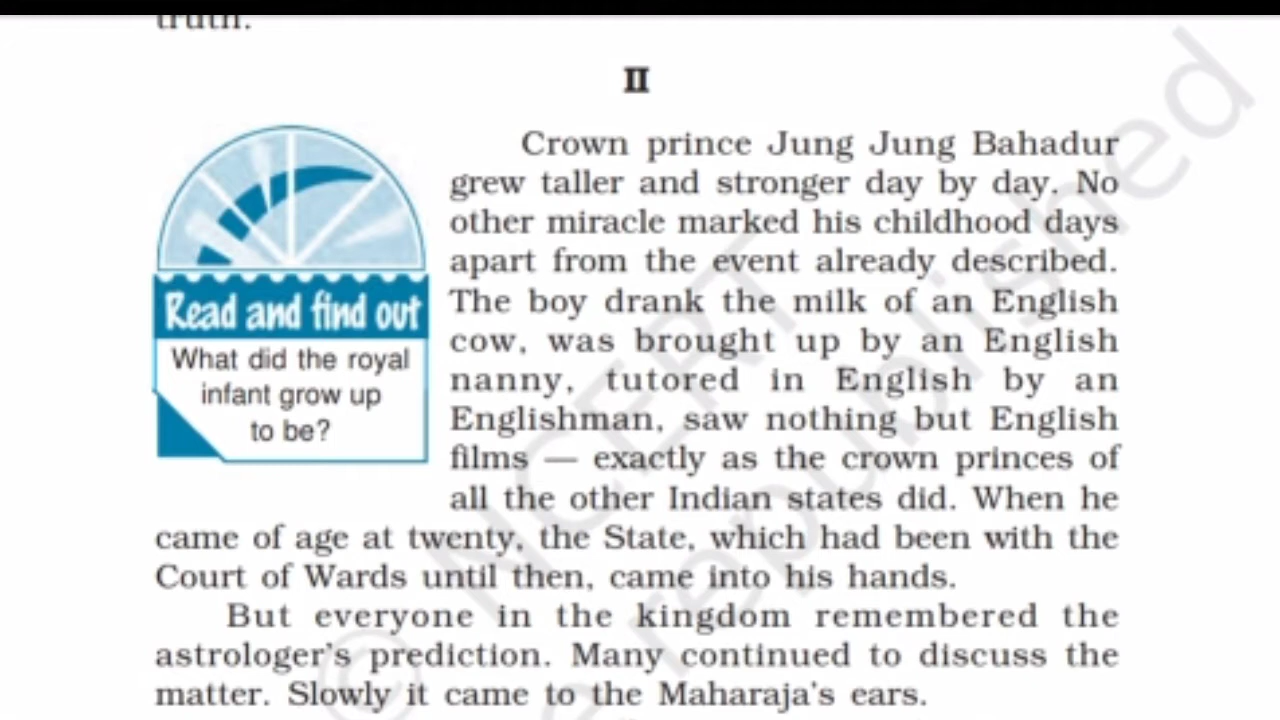 truth.
II
Crown prince Jung Jung Bahadur
grew taller and stronger day by day. No
other miracle marked his childhood days
apart from the event already described.
The boy drank the milk of an English
cow, was brought up by an English
nanny, tutored in English by an
Englishman, saw nothing but English
films — exactly as the crown princes of
all the other Indian states did. When he
came of age at twenty, the State, which had been with the
Court of Wards until then, came into his hands.
But everyone in the kingdom remembered the
astrologer's prediction. Many continued to discuss the
matter. Slowly it came to the Maharaja's ears.
Read and find out
What did the royal
infant grow up
to be?
© NCERT
be republished